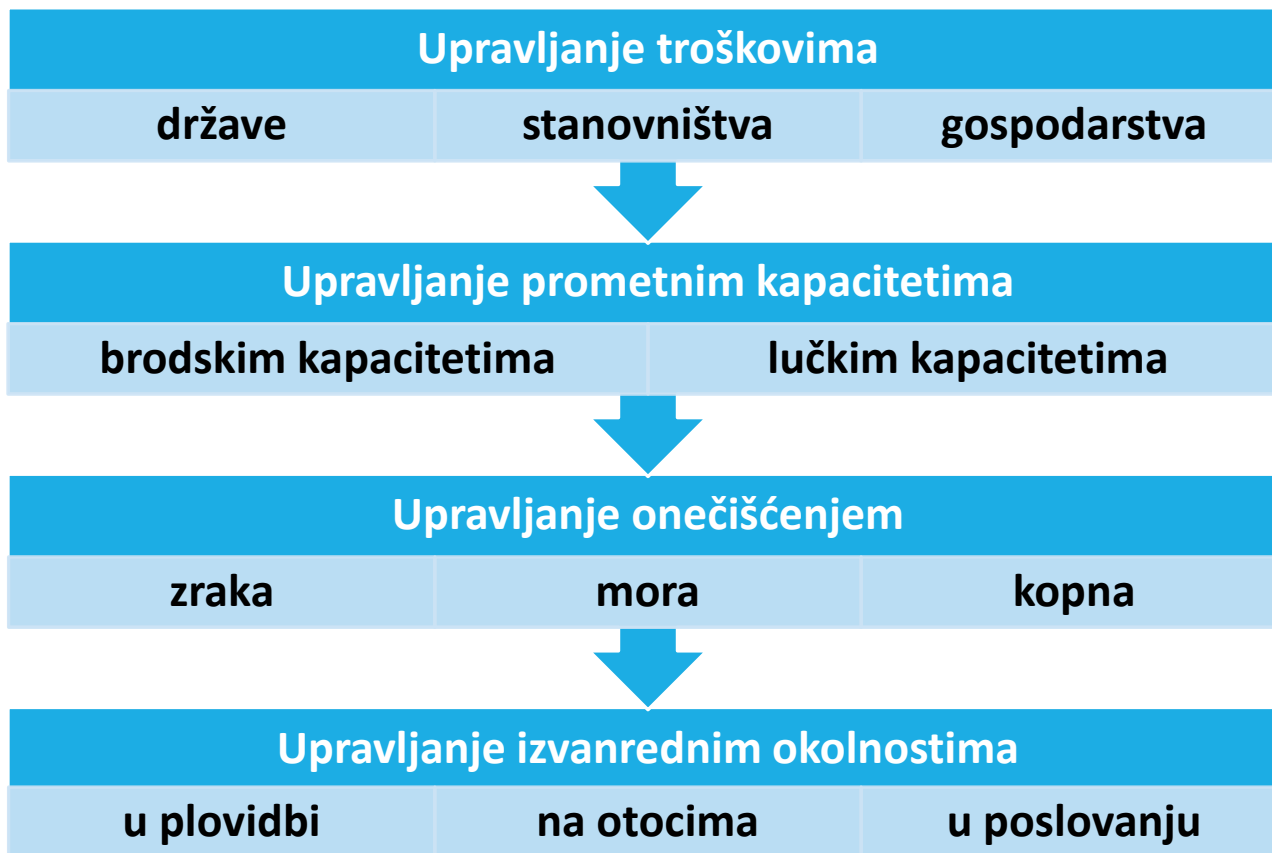 Upravljanje troškovima
države stanovništva gospodarstva
Upravljanje prometnim kapacitetima
brodskim kapacitetima lučkim kapacitetima
Upravljanje onečišćenjem
zraka mora kopna
Upravljanje izvanrednim okolnostima
u plovidbi na otocima u poslovanju